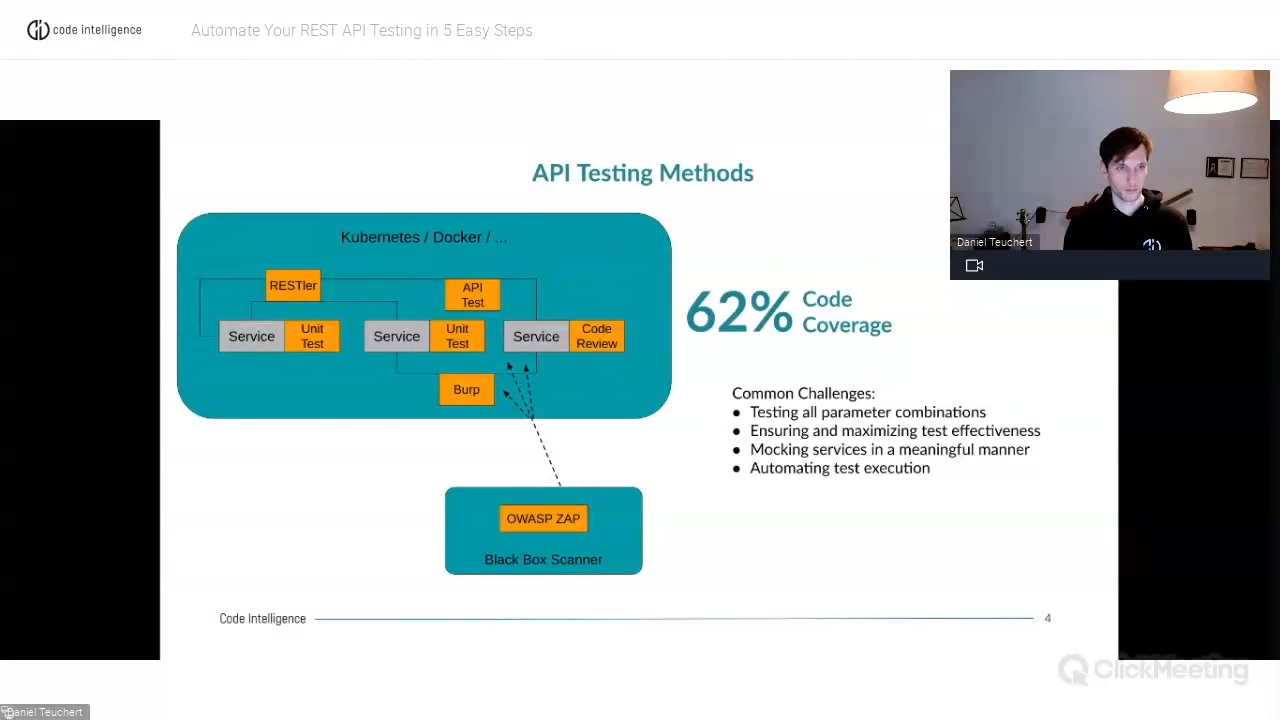 code intelligence
Automate Your REST API Testing in 5 Easy Steps
API Testing Methods
Daniel Teuchert
Kubernetes / Docker / ...
RESTler
API
Test
Service
Unit
Test
Service
Unit
Test
Service
Code
Review
Burp
62%
Code
Coverage
Common Challenges:
● Testing all parameter combinations
● Ensuring and maximizing test effectiveness
● Mocking services in a meaningful manner
● Automating test execution
OWASP ZAP
Black Box Scanner
Code Intelligence
4
ClickMeeting
Daniel Teuchert